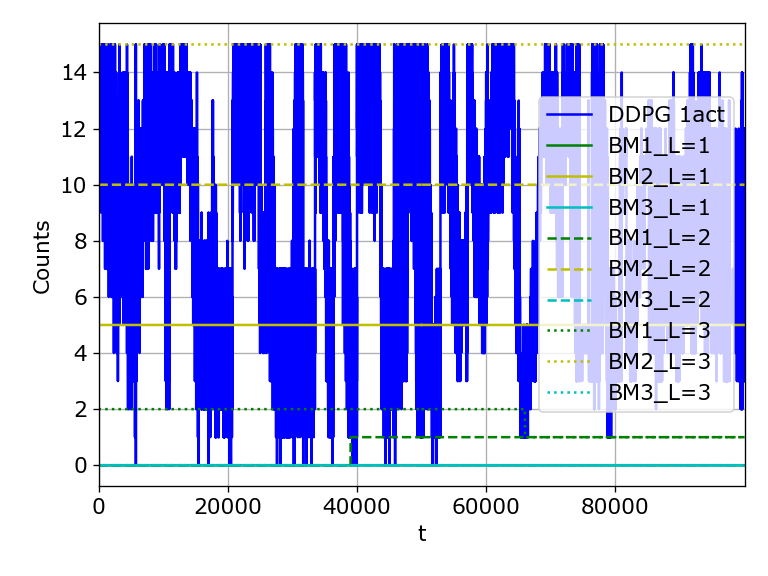 14
12
10
8
6
4
2
0
Counts
0 20000 40000 60000 80000
t
DDPG 1act
BM1_L=1
BM2_L=1
BM3_L=1
BM1_L=2
BM2_L=2
BM3_L=2
BM1_L=3
BM2_L=3
BM3_L=3